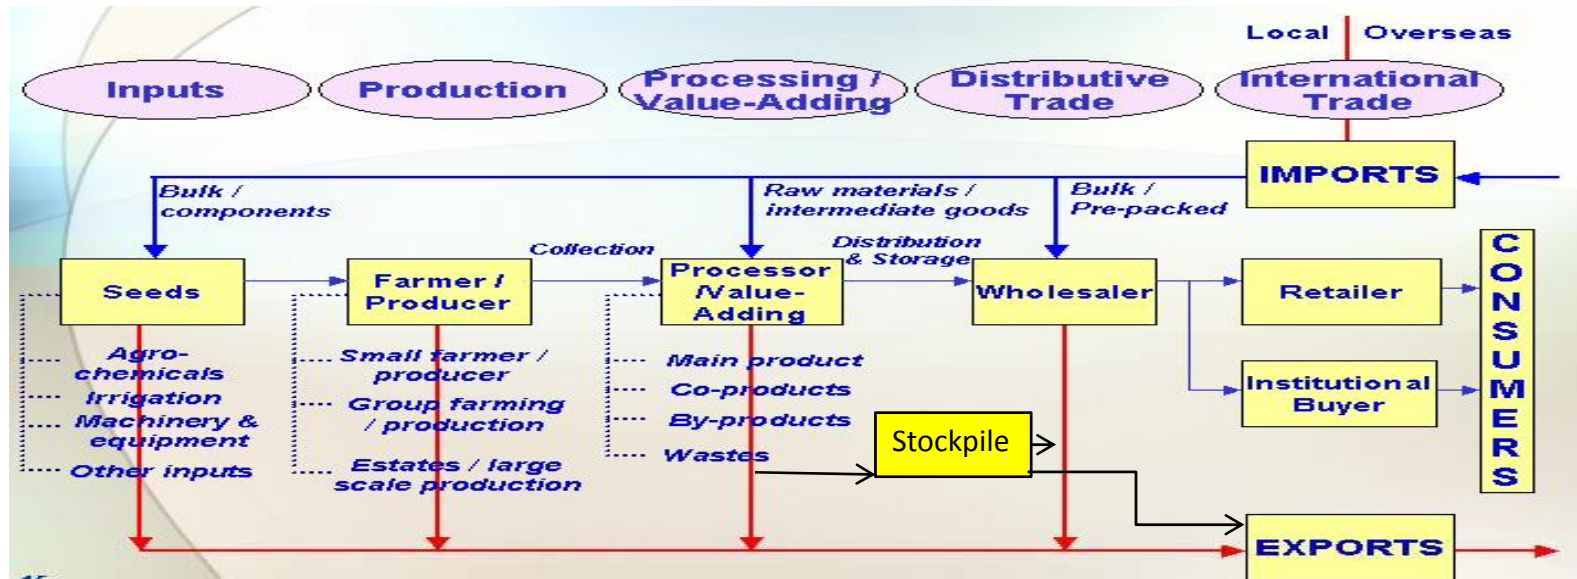 Local Overseas
Inputs
Production
Processing /
Value-Adding
Distributive
Trade
International
Trade
IMPORTS
Bulk /
components
Raw materials /
intermediate goods
Bulk /
Pre-packed
Collection
Distribution
& Storage
Seeds
Farmer /
Producer
Processor
/Value-
Adding
Wholesaler
Retailer
Institutional
Buyer
CONSUMERS
Agro-
chemicals
Irrigation
Machinery &
equipment
Other inputs
Small farmer /
producer
Group farming
/ production
Estates / large
scale production
Main product
Co-products
By-products
Wastes
Stockpile
EXPORTS